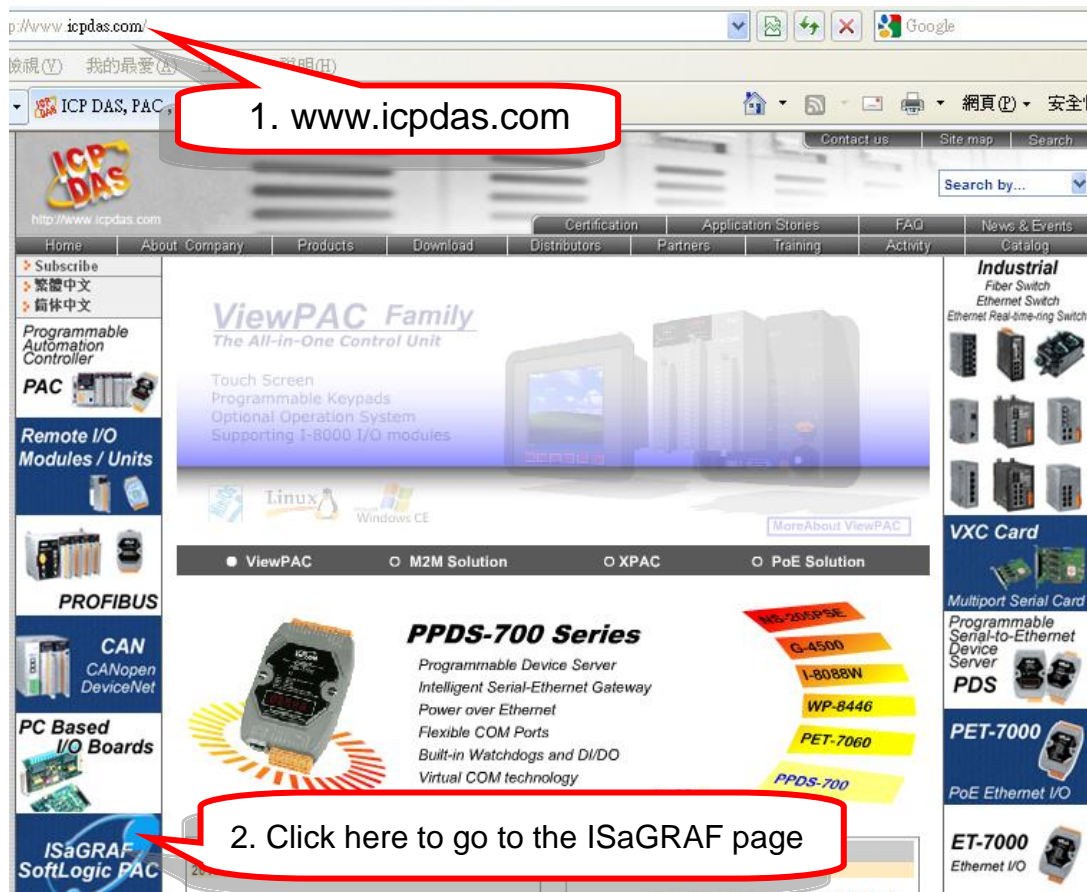 p://www.icpdas.com/
Google
檢視(V) 我的最愛(A) 說明(H)
ICP DAS, PAC,
網頁(P)
1. www.icpdas.com
Contact us
Site map
Search
ICP DAS
Search by...
http://www.icpdas.com
Certification
Application Stories
FAQ
News & Events
Home
About Company
Products
Download
Distributors
Partners
Training
Activity
Catalog
Subscribe
繁體中文
简体中文
Programmable
Automation
Controller
PAC
Remote I/O
Modules / Units
PROFIBUS
CAN
CANopen
DeviceNet
PC Based
I/O Boards
ISaGRAF
SoftLogic PAC
ViewPAC Family
The All-in-One Control Unit
Touch Screen
Programmable Keypads
Optional Operation System
Supporting I-8000 I/O modules
Linux
Windows CE
MoreAbout ViewPAC
ViewPAC
M2M Solution
XPAC
PoE Solution
PPDS-700 Series
Programmable Device Server
Intelligent Serial-Ethernet Gateway
Power over Ethernet
Flexible COM Ports
Built-in Watchdogs and DI/DO
Virtual COM technology
NS-205PSE
G-4500
I-8088W
WP-8446
PET-7060
PPDS-700
2. Click here to go to the ISaGRAF page
Industrial
Fiber Switch
Ethernet Switch
Ethernet Real-time-ring Switch
VXC Card
Multiport Serial Card
Programmable
Serial-to-Ethernet
Device
Server
PDS
PET-7000
PoE Ethernet I/O
ET-7000
Ethernet I/O